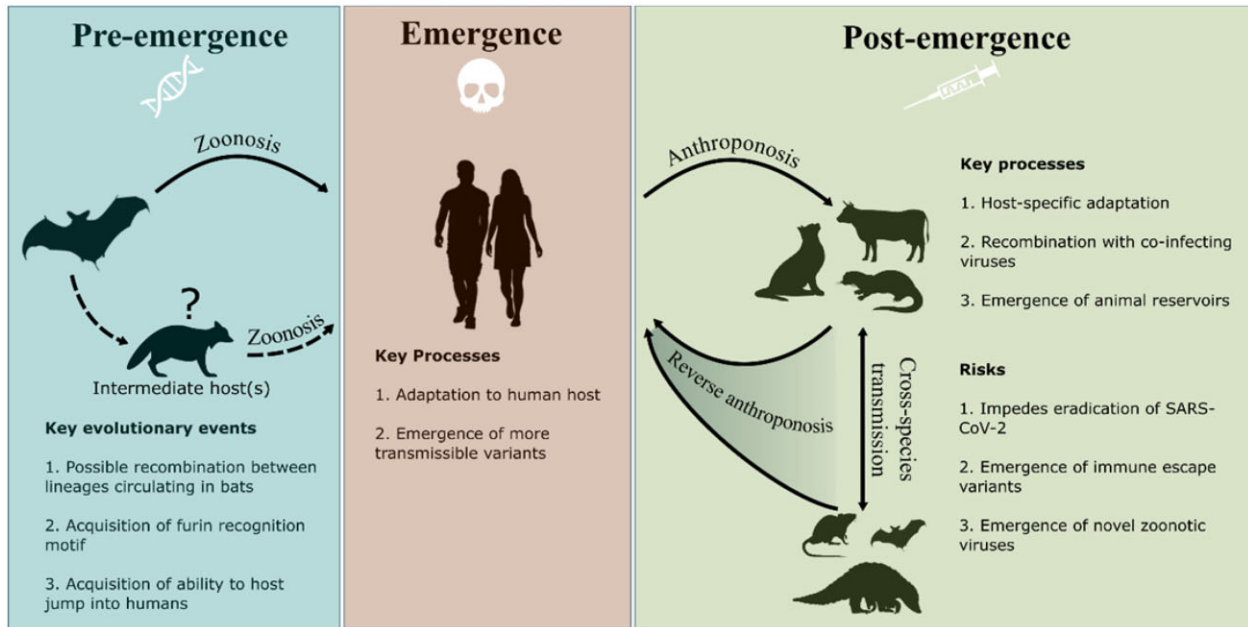 Pre-emergence
Zoonosis
?
Zoonosis
Intermediate host(s)
Key evolutionary events
1. Possible recombination between
lineages circulating in bats
2. Acquisition of furin recognition
motif
3. Acquisition of ability to host
jump into humans
Emergence
Key Processes
1. Adaptation to human host
2. Emergence of more
transmissible variants
Post-emergence
Anthroponosis
Reverse anthroponosis
Cross-species
transmission
Key processes
1. Host-specific adaptation
2. Recombination with co-infecting
viruses
3. Emergence of animal reservoirs
Risks
1. Impedes eradication of SARS-
CoV-2
2. Emergence of immune escape
variants
3. Emergence of novel zoonotic
viruses